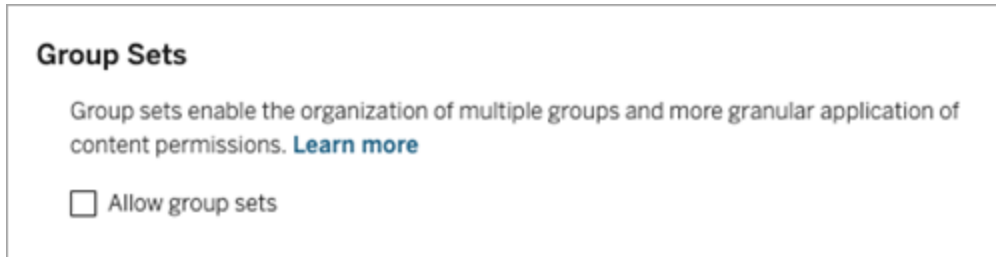 Group Sets
Group sets enable the organization of multiple groups and more granular application of
content permissions. Learn more
Allow group sets